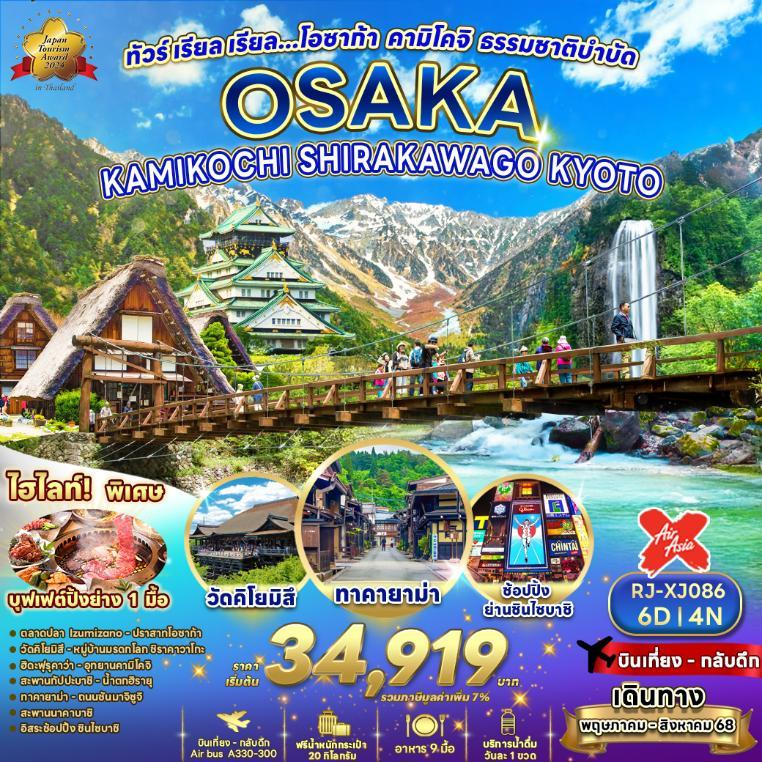 Japan
Tourism
Award
2024
in Thailand
ทัวร์ เรียล เรียล...โอซาก้า คามิโคจิ ธรรมชาติบำบัด
OSAKA
KAMIKOCHI SHIRAKAWAGO KYOTO
ไฮไลท์! พิเศษ
บุฟเฟต์ปิ้งย่าง 1 มื้อ
วัดคิโยมิสึ
ทาคายาม่า
ช้อปปิ้ง
ย่านชินไซบาชิ
Air
Asia
RJ-XJ086
6D | 4N
บินเที่ยง - กลับดึก
เดินทาง
พฤษภาคม - สิงหาคม 68
• ตลาดปลา Izumizano - ปราสาทโอซาก้า
• วัดคิโยมิสึ - หมู่บ้านมรดกโลก ชิราคาวาโกะ
• ฮิดะฟุรุคาว่า - อุทยานคามิโคจิ
• สะพานกัปปะบาชิ - น้ำตกฮิรายุ
• ทาคายาม่า - ถนนซันมาจิซูจิ
• สะพานนาคาบาชิ
• อิสระช้อปปิ้ง ชินไซบาชิ
ราคา
เริ่มต้น
34,919
บาท
รวมภาษีมูลค่าเพิ่ม 7%
บินเที่ยง - กลับดึก
Air bus A330-300
ฟรีน้ำหนักกระเป๋า
20 กิโลกรัม
อาหาร 9 มื้อ
บริการน้ำดื่ม
วันละ 1 ขวด